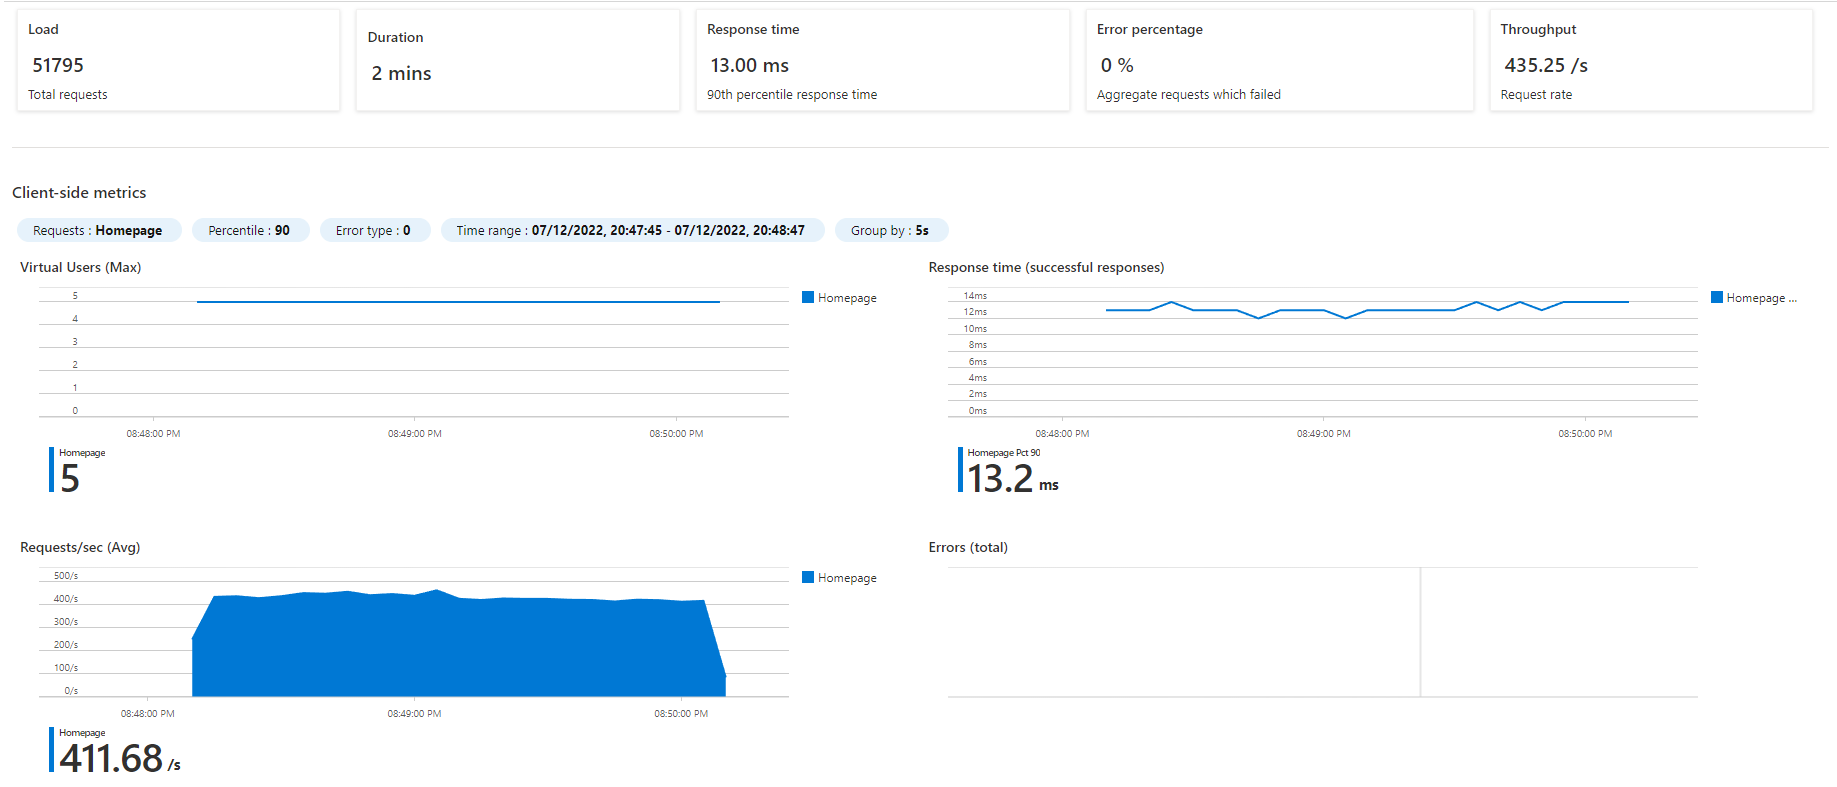 Load
51795
Total requests
Duration
2 mins
Response time
13.00 ms
90th percentile response time
Error percentage
0 %
Aggregate requests which failed
Throughput
435.25 /s
Request rate
Client-side metrics
Requests : Homepage
Percentile : 90
Error type : 0
Time range : 07/12/2022, 20:47:45 - 07/12/2022, 20:48:47
Group by : 5s
Virtual Users (Max)
5
4
3
2
1
0
08:48:00 PM
08:49:00 PM
08:50:00 PM
Homepage
Homepage
5
Response time (successful responses)
14ms
12ms
10ms
8ms
6ms
4ms
2ms
0ms
08:48:00 PM
08:49:00 PM
08:50:00 PM
Homepage ...
Homepage Pct 90
13.2 ms
Requests/sec (Avg)
500/s
400/s
300/s
200/s
100/s
0/s
08:48:00 PM
08:49:00 PM
08:50:00 PM
Homepage
Homepage
411.68 /s
Errors (total)